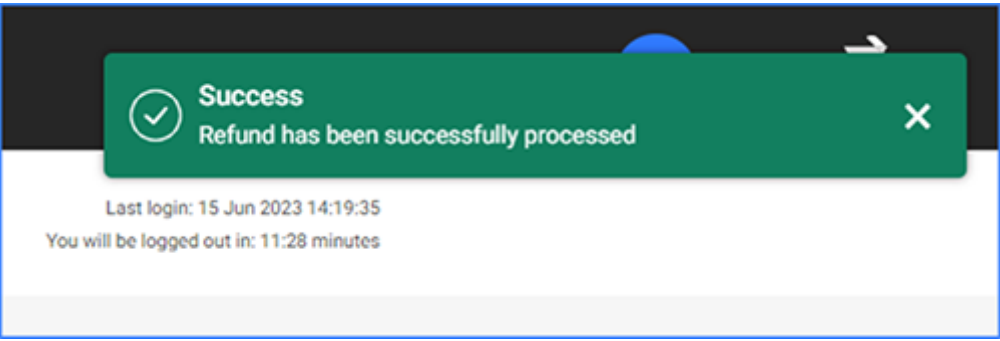 Success
Refund has been successfully processed
Last login: 15 Jun 2023 14:19:35
You will be logged out in: 11:28 minutes